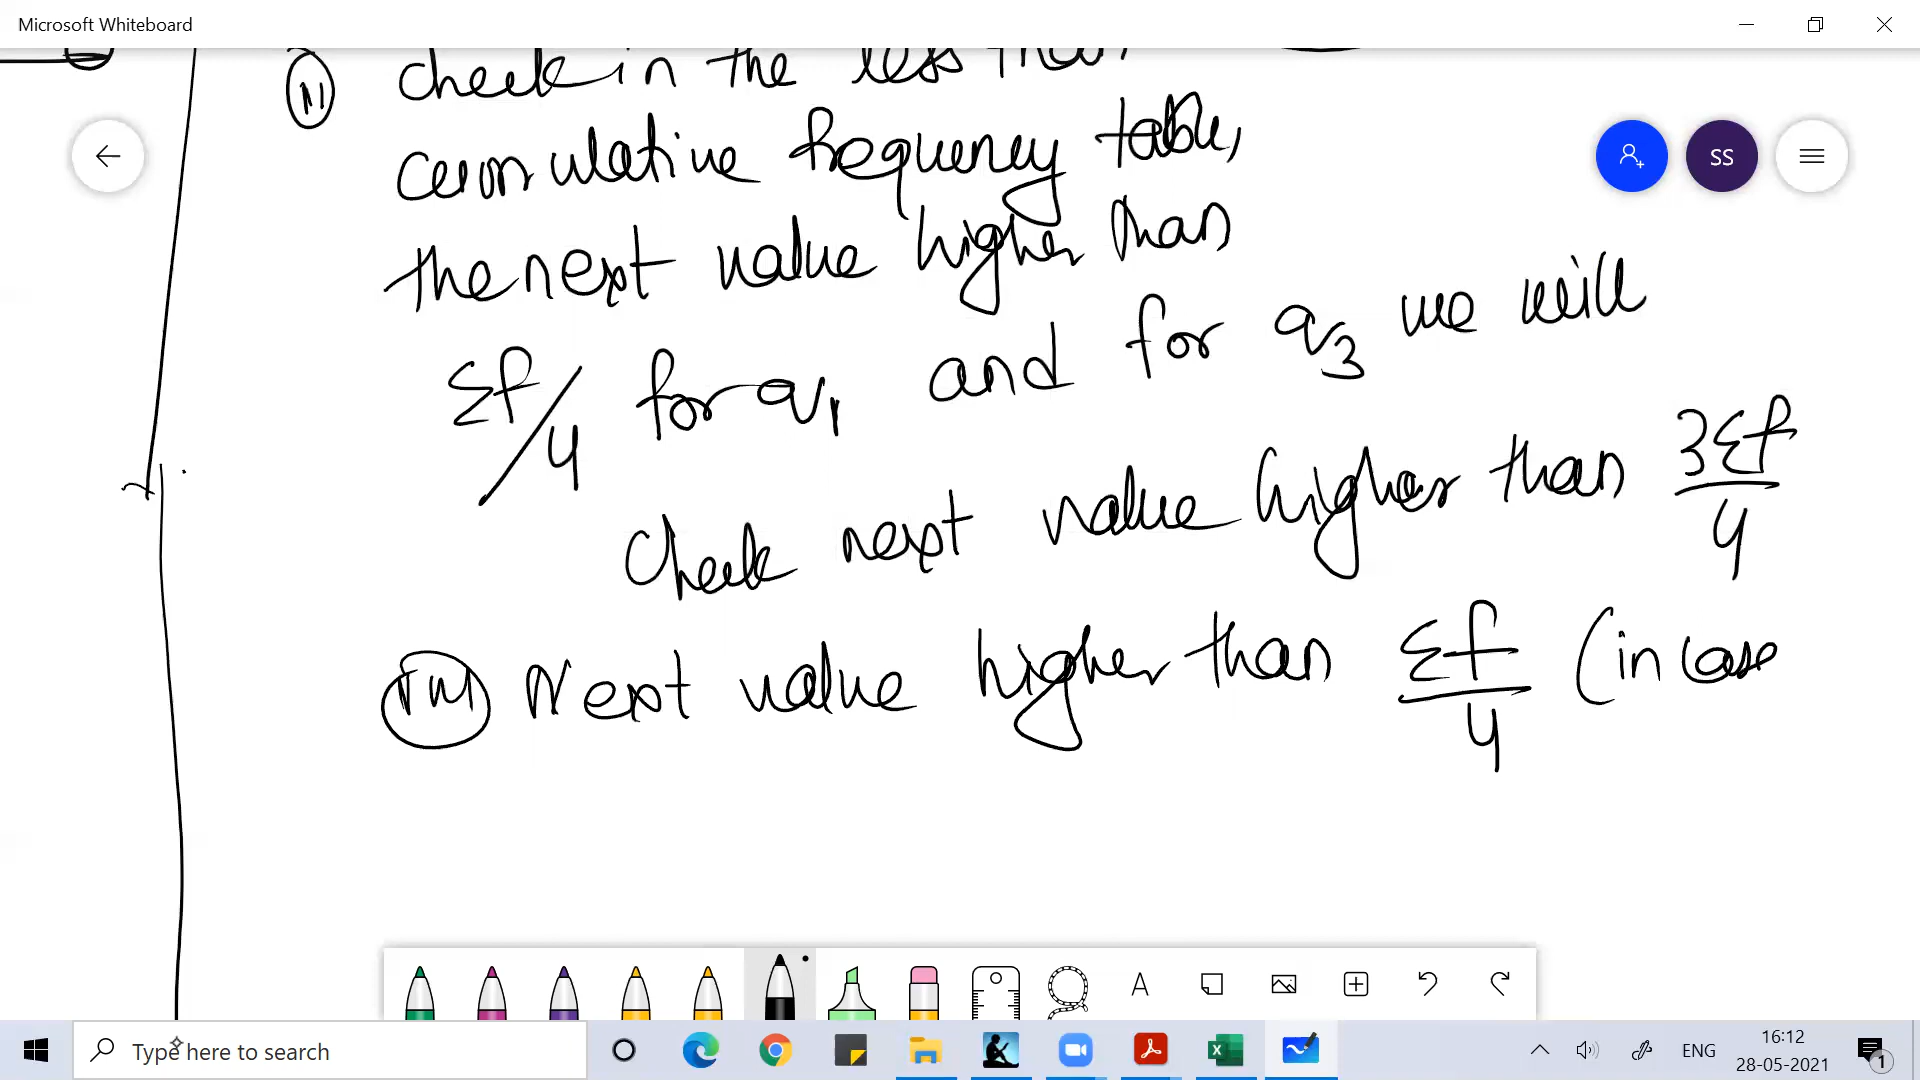 Microsoft Whiteboard
(ii) check in the less than
cumulative frequency table,
the next value higher than
Σf/4 for q1 and for q3 we will
check next value higher than 3Σf/4
(iii) Next value higher than Σf/4 (in case
SS
A
Type here to search
ENG
16:12
28-05-2021
1